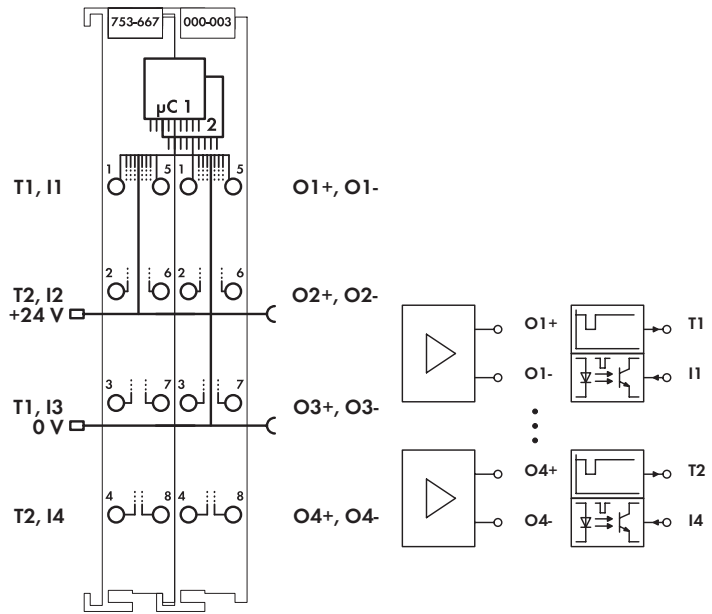 753-667 000-003
µC 1
2
1 5 1 5
T1, I1 O1+, O1-
2 6 2 6
T2, I2 O2+, O2-
+24 V
O1+ T1
O1- I1
3 7 3 7
T1, I3 O3+, O3-
0 V
O4+ T2
4 8 4 8
T2, I4 O4+, O4-
O4- I4